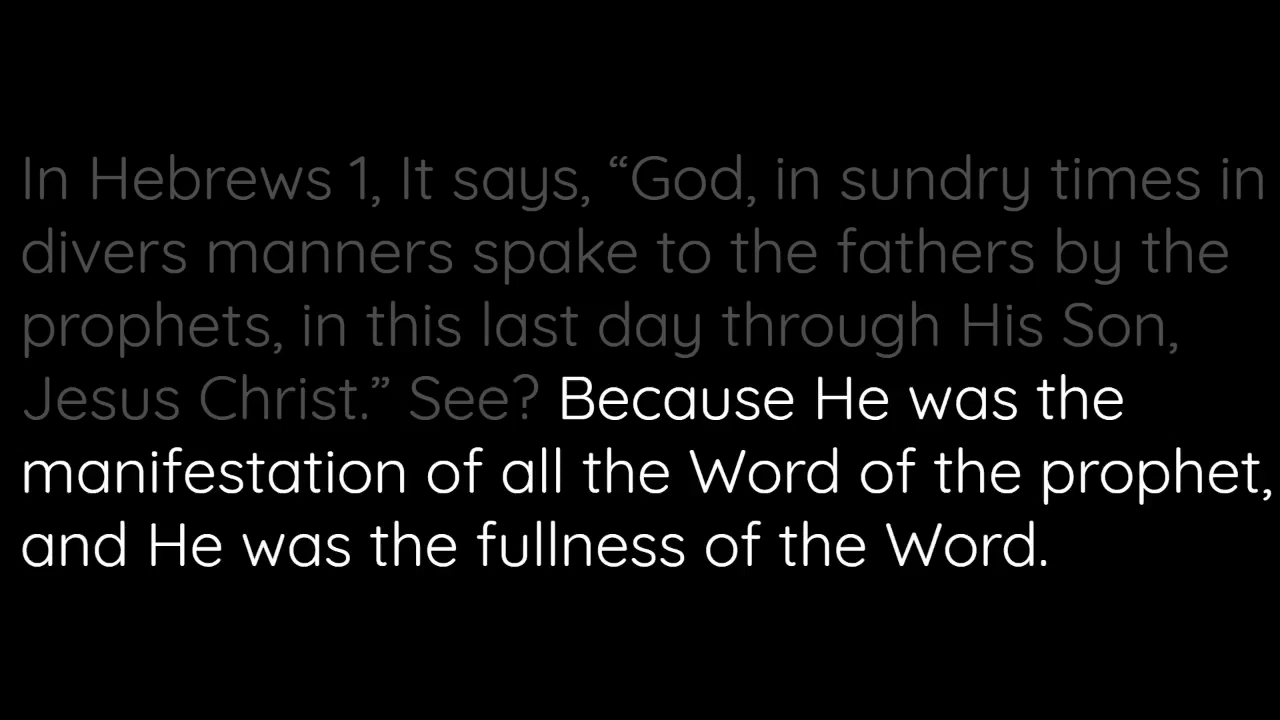 In Hebrews 1, It says, “God, in sundry times in
divers manners spake to the fathers by the
prophets, in this last day through His Son,
Jesus Christ.” See? Because He was the
manifestation of all the Word of the prophet,
and He was the fullness of the Word.